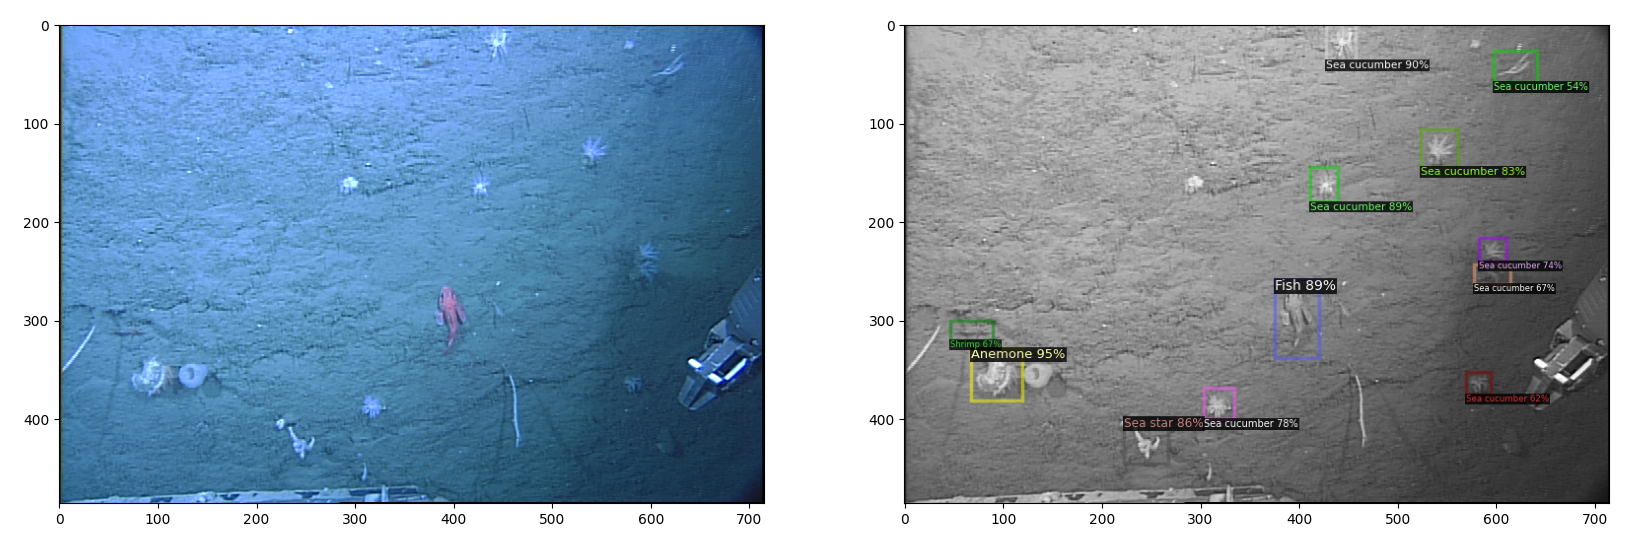 0
100
200
300
400
0 100 200 300 400 500 600 700
0
100
200
300
400
0 100 200 300 400 500 600 700
Sea cucumber 90%
Sea cucumber 54%
Sea cucumber 83%
Sea cucumber 89%
Sea cucumber 74%
Sea cucumber 67%
Fish 89%
Shrimp 67%
Anemone 95%
Sea cucumber 62%
Sea star 86%
Sea cucumber 78%